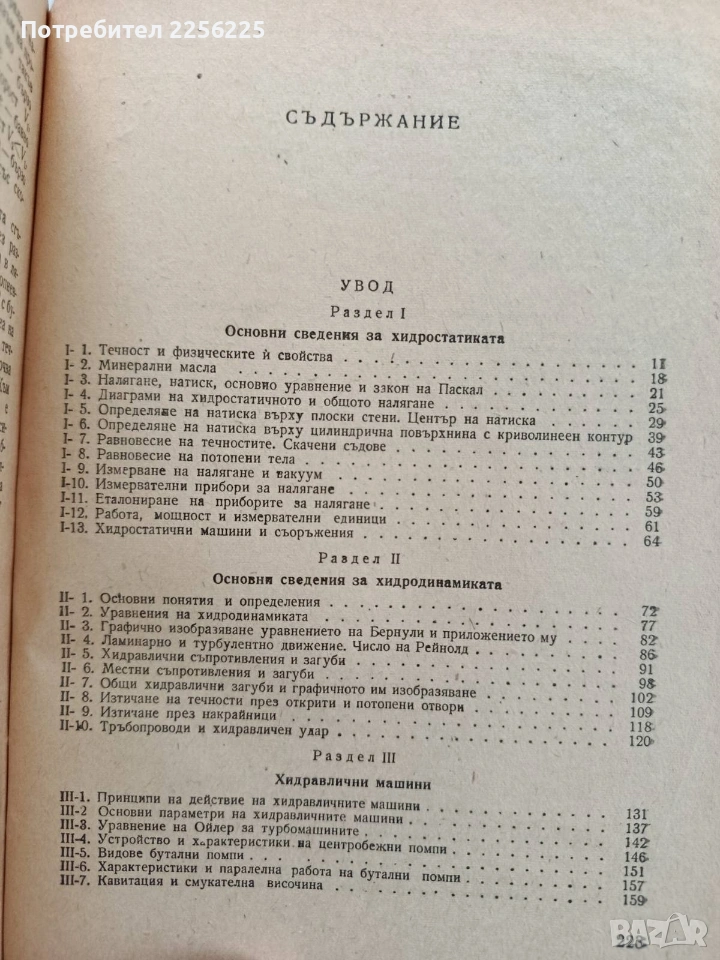 Потребител 2256225
СЪДЪРЖАНИЕ
УВОД
Раздел I
Основни сведения за хидростатиката
I- 1. Течност и физическите ѝ свойства 11
I- 2. Минерални масла 18
I- 3. Налягане, натиск, основно уравнение и закон на Паскал 21
I- 4. Диаграми на хидростатичното и общото налягане 25
I- 5. Определяне на натиска върху плоски стени. Център на натиска 29
I- 6. Определяне на натиска върху цилиндрична повърхнина с криволинеен контур 39
I- 7. Равновесие на течностите. Скачени съдове 43
I- 8. Равновесие на потопени тела 46
I- 9. Измерване на налягане и вакуум 50
I-10. Измервателни прибори за налягане 53
I-11. Еталониране на приборите за налягане 59
I-12. Работа, мощност и измервателни единици 61
I-13. Хидростатични машини и съоръжения 64
Раздел II
Основни сведения за хидродинамиката
II- 1. Основни понятия и определения 72
II- 2. Уравнения на хидродинамиката 77
II- 3. Графично изобразяване уравнението на Бернули и приложението му 82
II- 4. Ламинарно и турбулентно движение. Число на Рейнолд 86
II- 5. Хидравлични съпротивления и загуби 91
II- 6. Местни съпротивления и загуби 98
II- 7. Общи хидравлични загуби и графичното им изобразяване 102
II- 8. Изтичане на течности през открити и потопени отвори 109
II- 9. Изтичане през накрайници 118
II-10. Тръбопроводи и хидравличен удар 120
Раздел III
Хидравлични машини
III-1. Принципи на действие на хидравличните машини 131
III-2 Основни параметри на хидравличните машини 137
III-3. Уравнение на Ойлер за турбомашините 142
III-4. Устройство и характеристики на центробежни помпи 146
III-5. Видове бутални помпи 151
III-6. Характеристики и паралелна работа на бутални помпи 157
III-7. Кавитация и смукателна височина 159
223
BAZAR